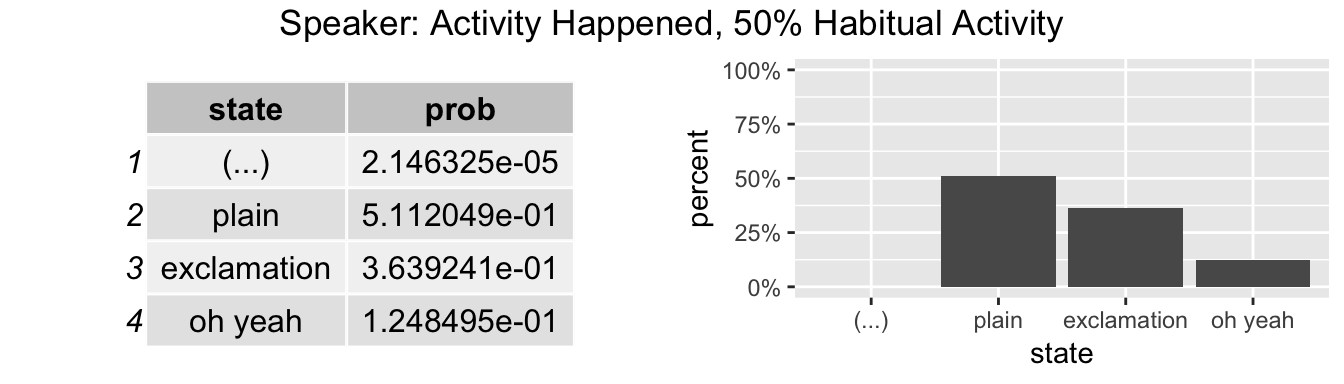 Speaker: Activity Happened, 50% Habitual Activity
state prob
1 (...) 2.146325e-05
2 plain 5.112049e-01
3 exclamation 3.639241e-01
4 oh yeah 1.248495e-01
percent
100%
75%
50%
25%
0%
(...) plain exclamation oh yeah
state